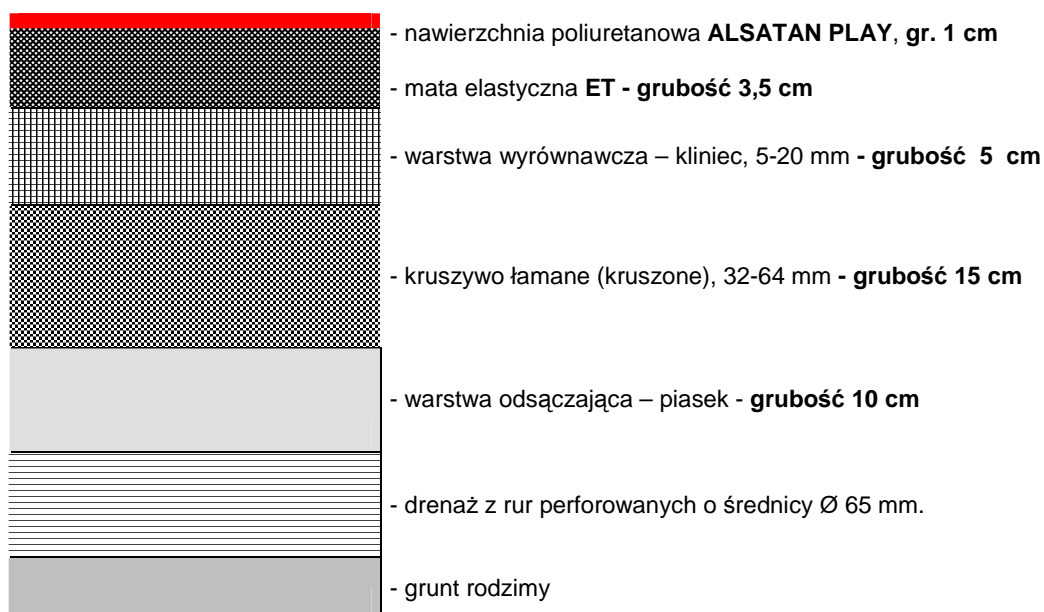 - nawierzchnia poliuretanowa ALSATAN PLAY, gr. 1 cm
- mata elastyczna ET - grubość 3,5 cm
- warstwa wyrównawcza – kliniec, 5-20 mm - grubość 5 cm
- kruszywo łamane (kruszone), 32-64 mm - grubość 15 cm
- warstwa odsączająca – piasek - grubość 10 cm
- drenaż z rur perforowanych o średnicy Ø 65 mm.
- grunt rodzimy